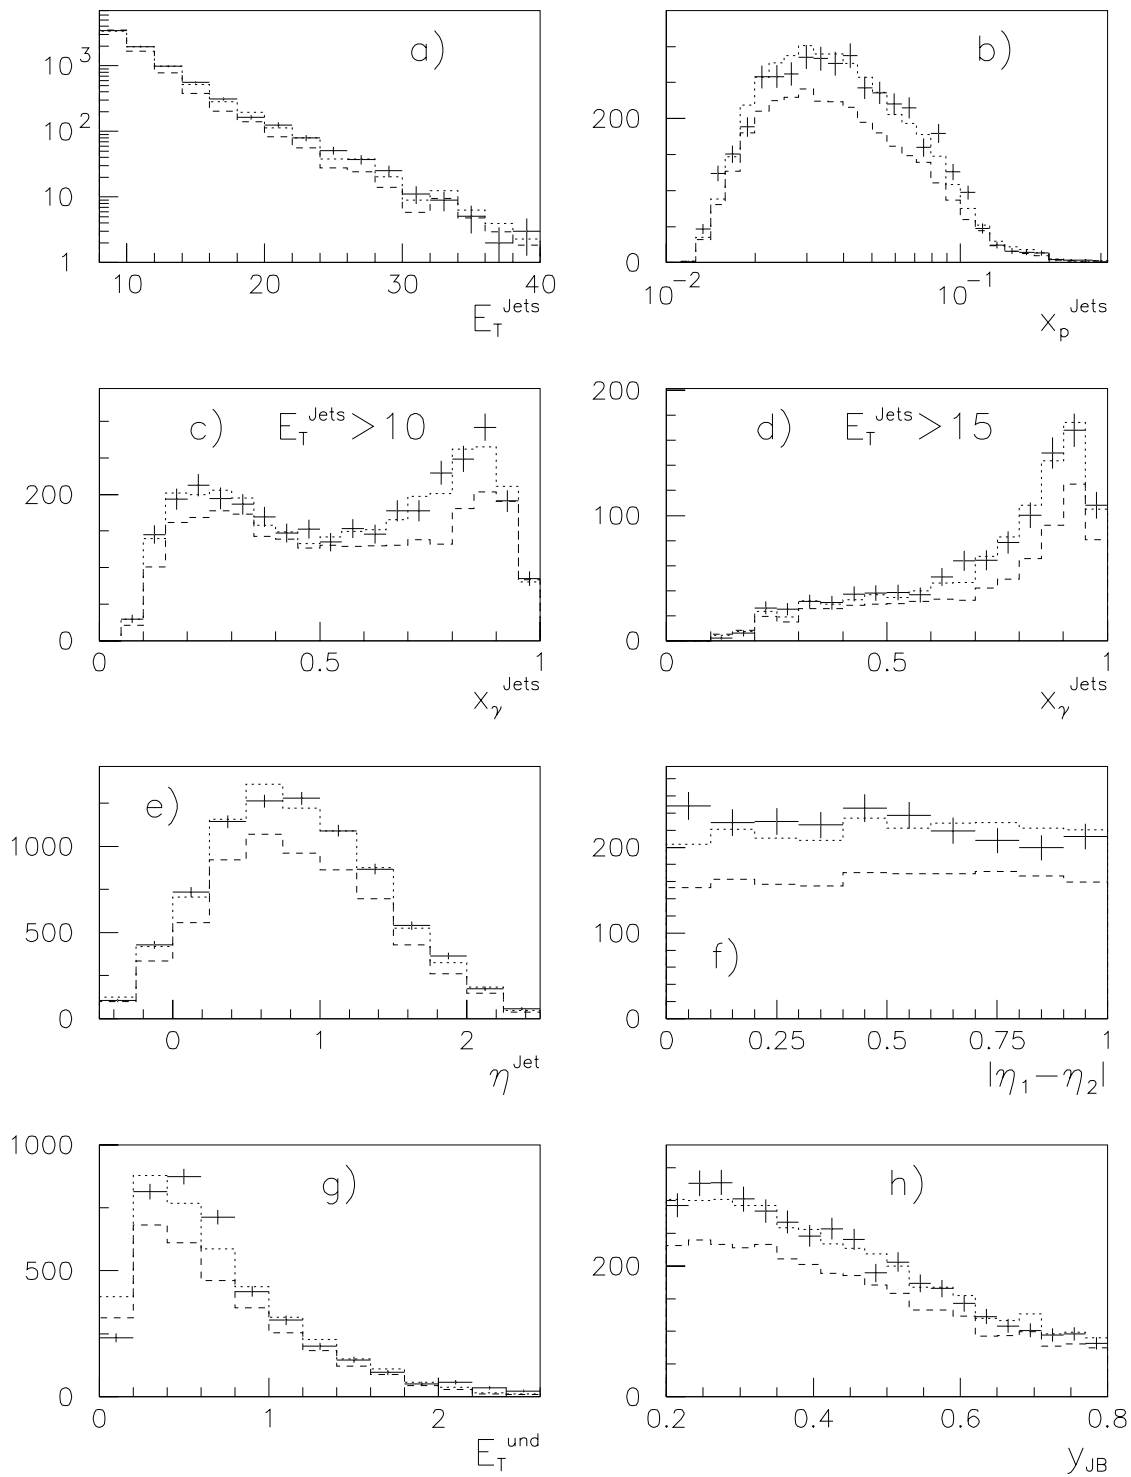 a)
10^3
10^2
10
1
10 20 30 40
E_T^Jets
b)
200
0
10^-2 10^-1
x_p^Jets
c) E_T^Jets>10
200
0
0 0.5 1
x_γ^Jets
d) E_T^Jets>15
200
100
0
0 0.5 1
x_γ^Jets
e)
1000
500
0
0 1 2
η^Jet
f)
200
100
0
0 0.25 0.5 0.75 1
|η_1−η_2|
g)
1000
500
0
0 1 2
E_T^und
h)
200
0
0.2 0.4 0.6 0.8
y_JB